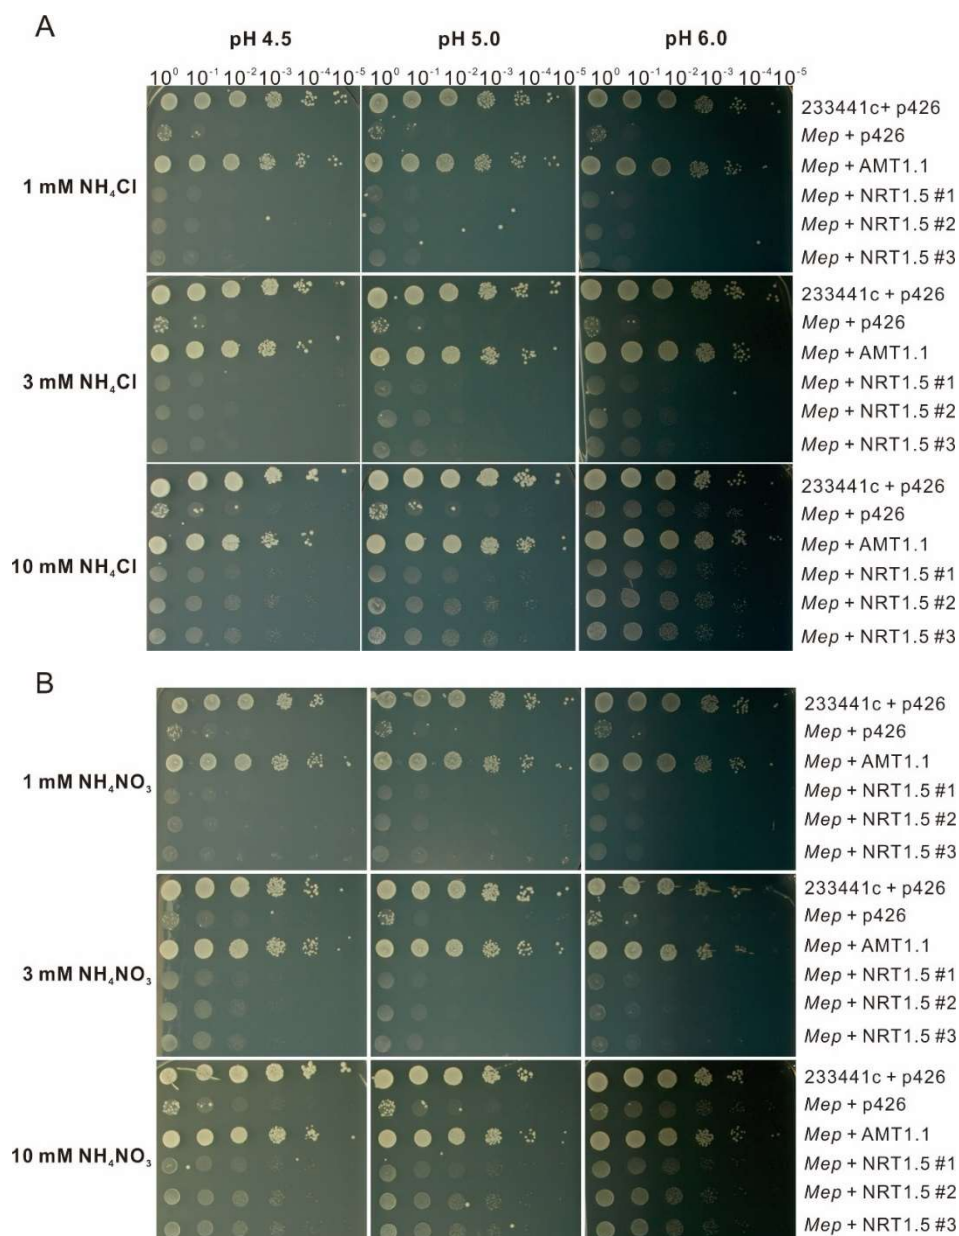 A
pH 4.5 pH 5.0 pH 6.0
10⁰ 10⁻¹ 10⁻² 10⁻³ 10⁻⁴ 10⁻⁵ 10⁰ 10⁻¹ 10⁻² 10⁻³ 10⁻⁴ 10⁻⁵ 10⁰ 10⁻¹ 10⁻² 10⁻³ 10⁻⁴ 10⁻⁵
1 mM NH₄Cl
233441c+ p426
Mep + p426
Mep + AMT1.1
Mep + NRT1.5 #1
Mep + NRT1.5 #2
Mep + NRT1.5 #3
3 mM NH₄Cl
233441c + p426
Mep + p426
Mep + AMT1.1
Mep + NRT1.5 #1
Mep + NRT1.5 #2
Mep + NRT1.5 #3
10 mM NH₄Cl
233441c + p426
Mep + p426
Mep + AMT1.1
Mep + NRT1.5 #1
Mep + NRT1.5 #2
Mep + NRT1.5 #3
B
1 mM NH₄NO₃
233441c + p426
Mep + p426
Mep + AMT1.1
Mep + NRT1.5 #1
Mep + NRT1.5 #2
Mep + NRT1.5 #3
3 mM NH₄NO₃
233441c + p426
Mep + p426
Mep + AMT1.1
Mep + NRT1.5 #1
Mep + NRT1.5 #2
Mep + NRT1.5 #3
10 mM NH₄NO₃
233441c + p426
Mep + p426
Mep + AMT1.1
Mep + NRT1.5 #1
Mep + NRT1.5 #2
Mep + NRT1.5 #3